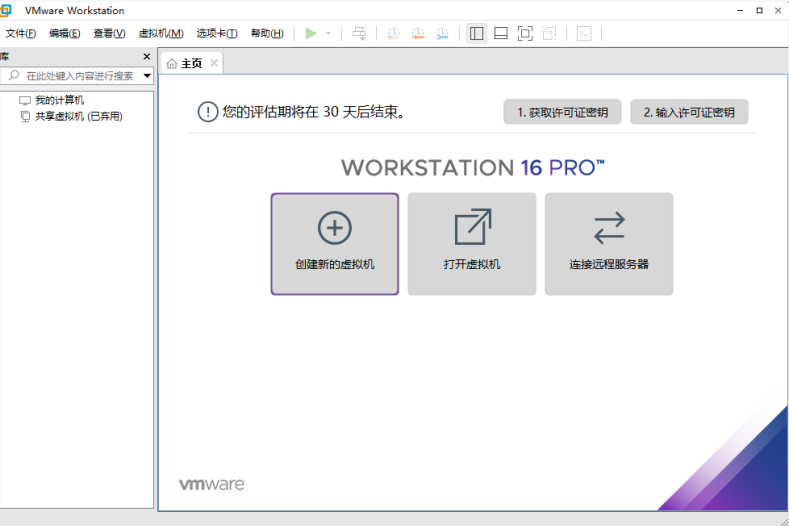 VMware Workstation
文件(F) 编辑(E) 查看(V) 虚拟机(M) 选项卡(T) 帮助(H)
库
主页
在此处键入内容进行搜索
我的计算机
共享虚拟机 (已弃用)
您的评估期将在 30 天后结束。
1. 获取许可证密钥
2. 输入许可证密钥
WORKSTATION 16 PRO™
创建新的虚拟机
打开虚拟机
连接远程服务器
vmware